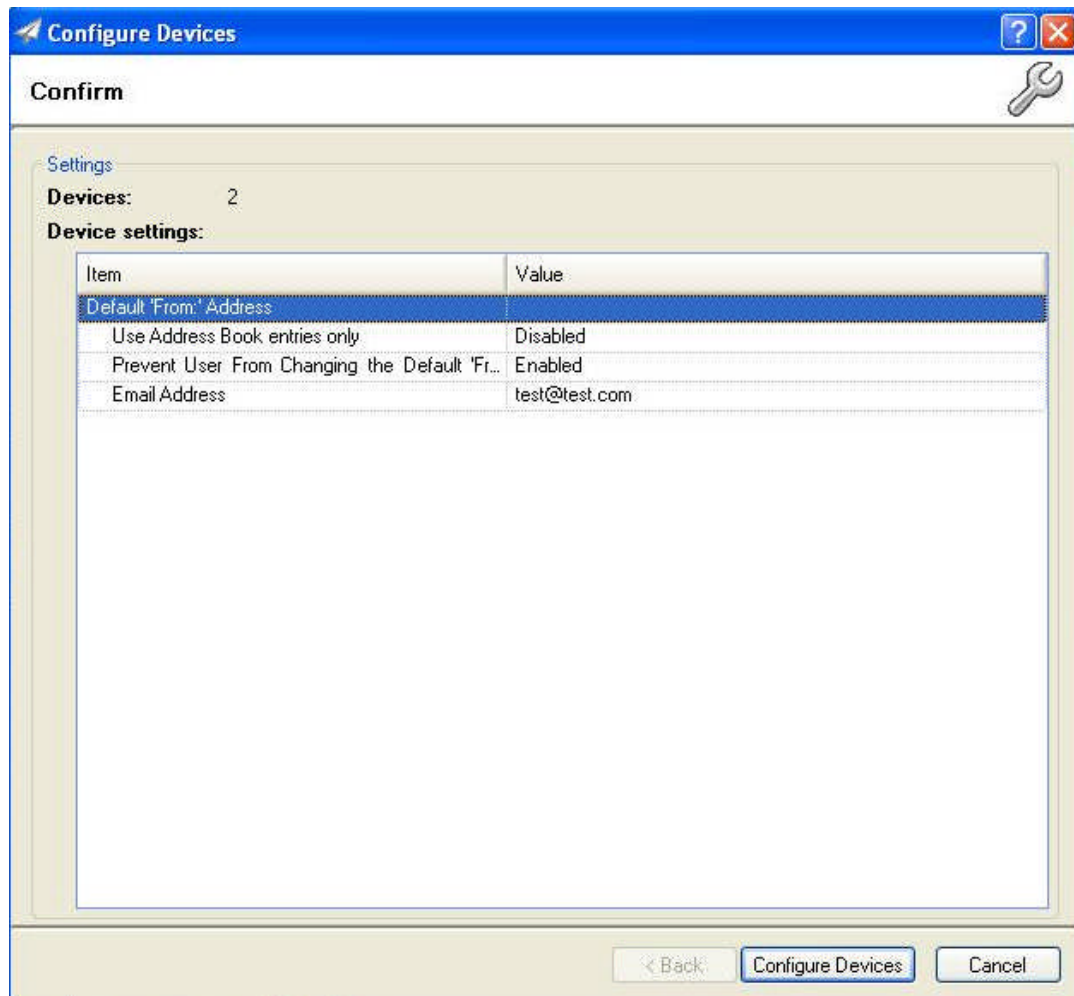 Configure Devices
Confirm
Settings
Devices: 2
Device settings:
Item Value
Default 'From:' Address
Use Address Book entries only Disabled
Prevent User From Changing the Default 'Fr... Enabled
Email Address test@test.com
< Back Configure Devices Cancel